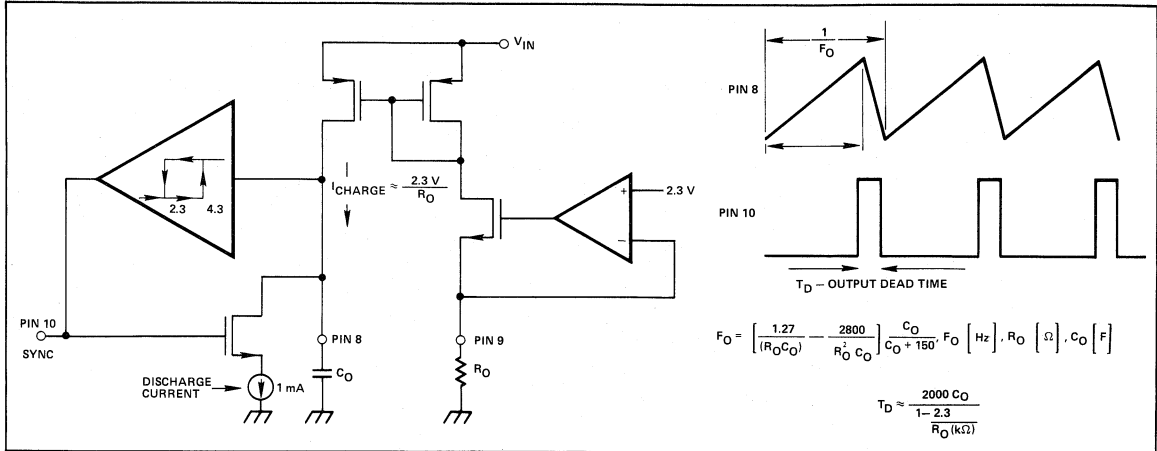 V_IN
2.3 4.3
I_CHARGE ≈ 2.3 V / R_O
+ 2.3 V
−
PIN 10
SYNC
PIN 8
PIN 9
DISCHARGE
CURRENT
1 mA
C_O
R_O
1 / F_O
PIN 8
PIN 10
T_D – OUTPUT DEAD TIME
F_O = [ 1.27 / (R_O C_O) − 2800 / R_O^2 C_O ] C_O / C_O + 150 , F_O [ Hz ] , R_O [ Ω ] , C_O [ F ]
T_D ≈ 2000 C_O / 1 − 2.3 / R_O (kΩ)